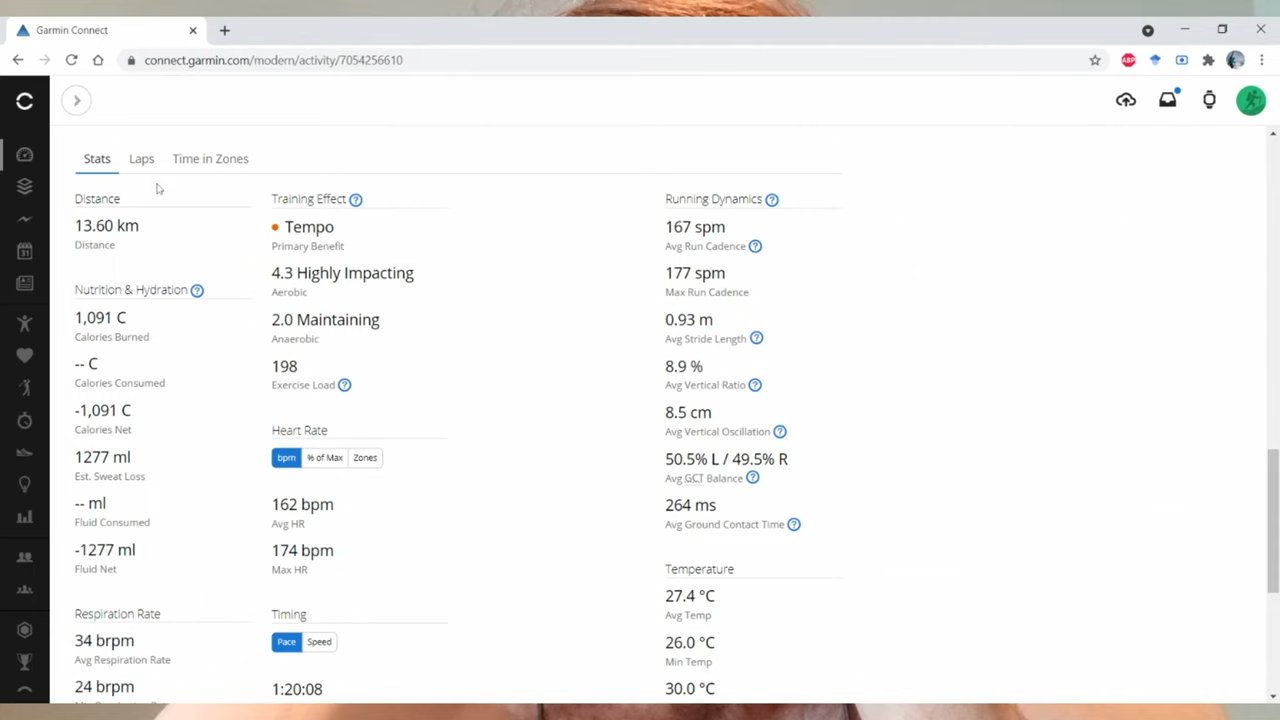 Garmin Connect
connect.garmin.com/modern/activity/7054256610
ABP
31
Stats Laps Time in Zones
Distance
13.60 km
Distance
Nutrition & Hydration
1,091 C
Calories Burned
-- C
Calories Consumed
-1,091 C
Calories Net
1277 ml
Est. Sweat Loss
-- ml
Fluid Consumed
-1277 ml
Fluid Net
Respiration Rate
34 brpm
Avg Respiration Rate
24 brpm
Training Effect ?
Tempo
Primary Benefit
4.3 Highly Impacting
Aerobic
2.0 Maintaining
Anaerobic
198
Exercise Load ?
Heart Rate
bpm % of Max Zones
162 bpm
Avg HR
174 bpm
Max HR
Timing
Pace Speed
1:20:08
Running Dynamics ?
167 spm
Avg Run Cadence ?
177 spm
Max Run Cadence
0.93 m
Avg Stride Length ?
8.9 %
Avg Vertical Ratio ?
8.5 cm
Avg Vertical Oscillation ?
50.5% L / 49.5% R
Avg GCT Balance ?
264 ms
Avg Ground Contact Time ?
Temperature
27.4 °C
Avg Temp
26.0 °C
Min Temp
30.0 °C